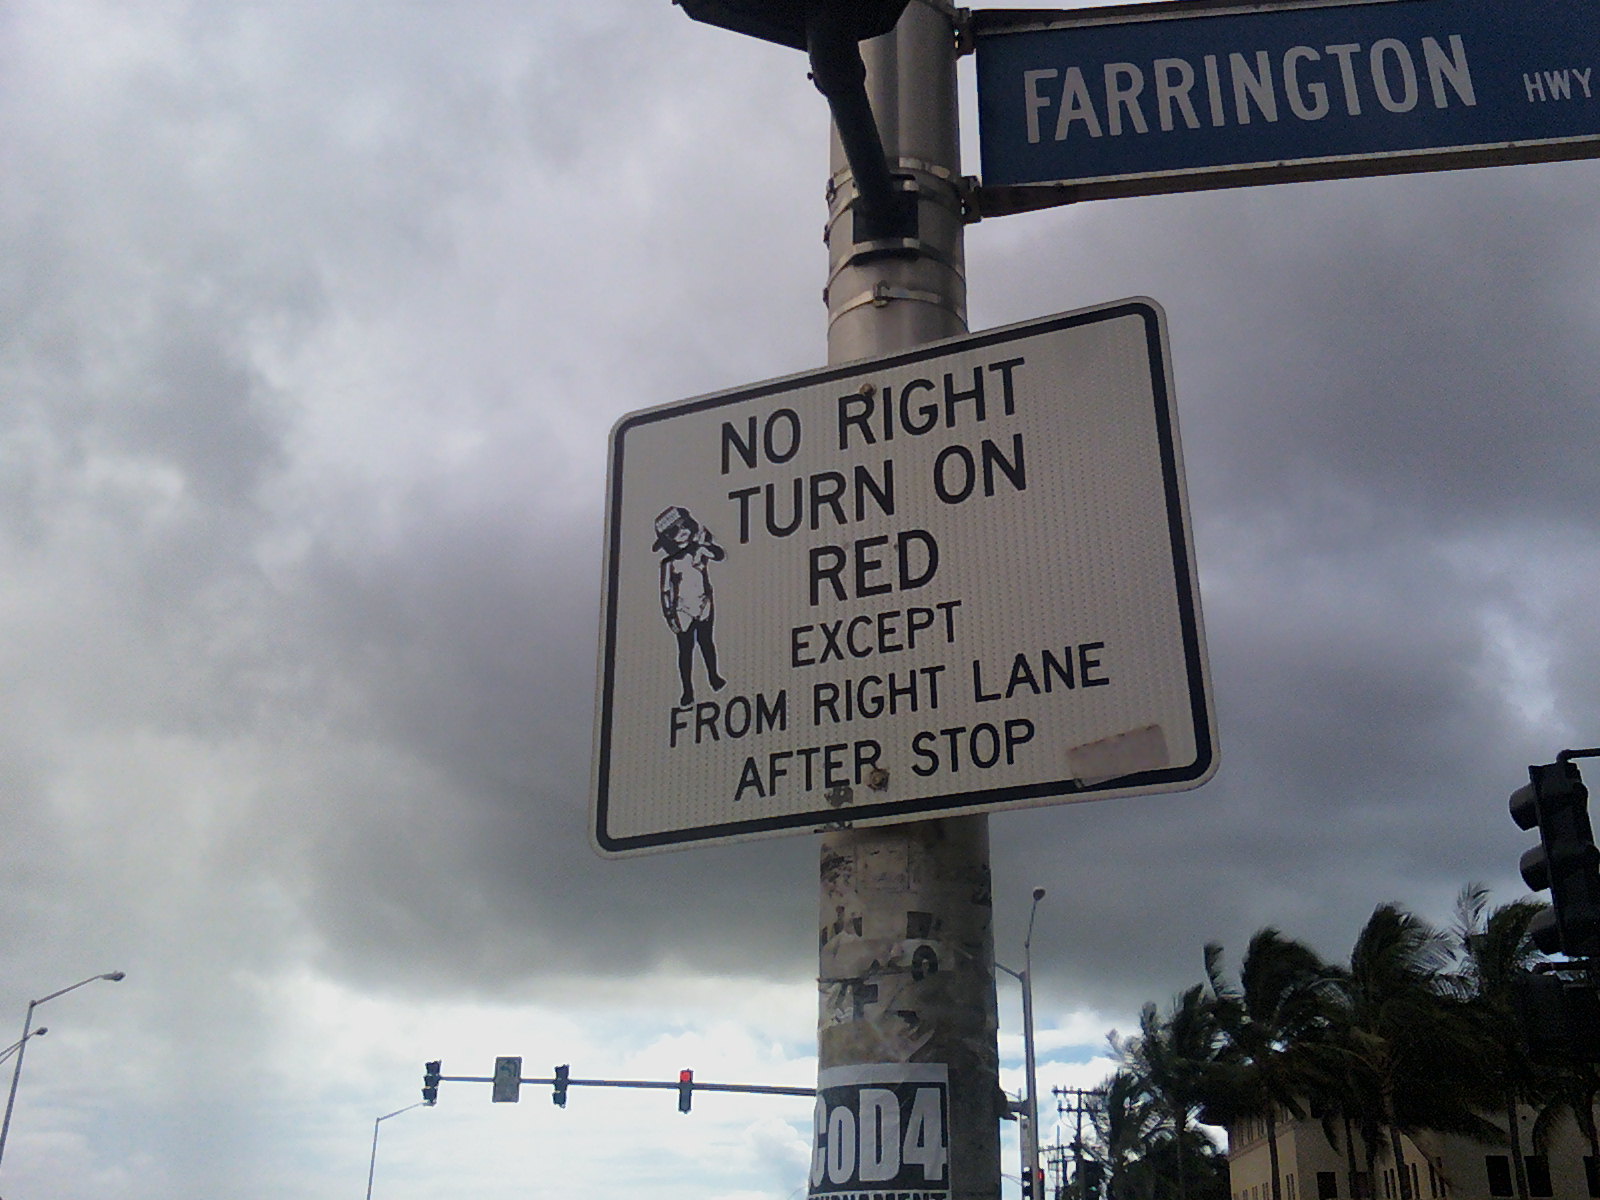 FARRINGTON HWY
NO RIGHT
TURN ON
RED
EXCEPT
FROM RIGHT LANE
AFTER STOP
CoD4